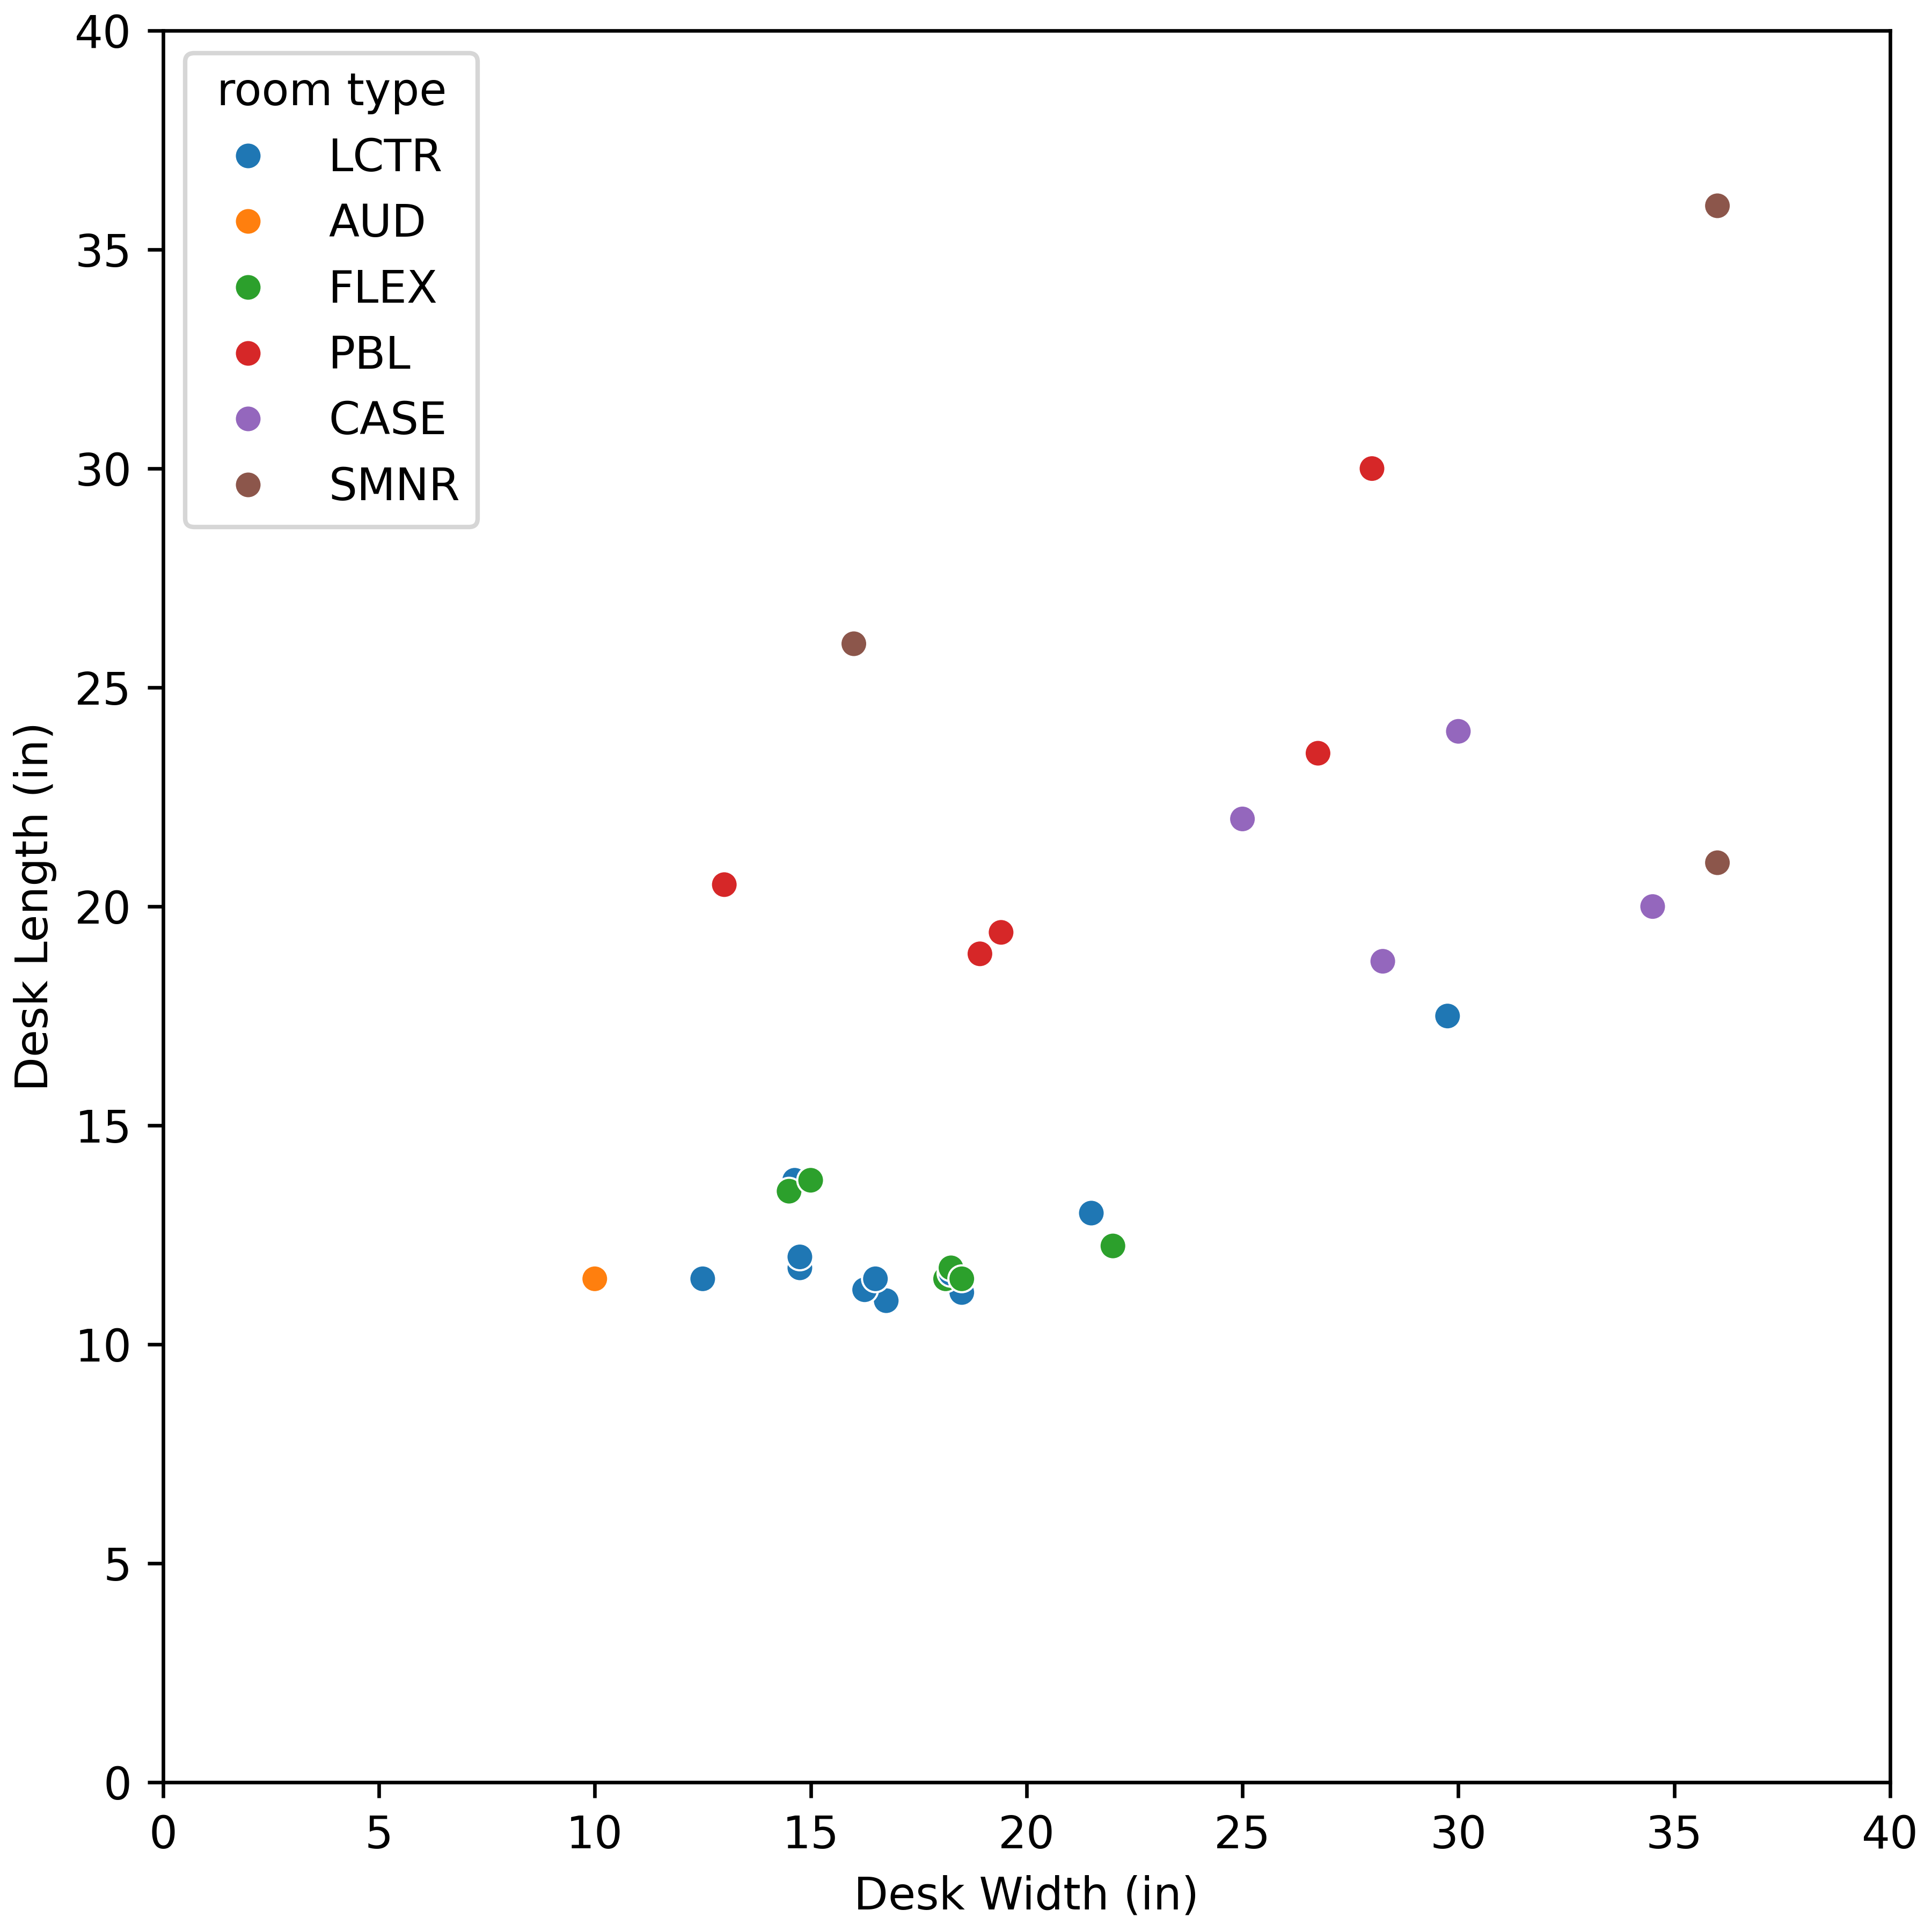 40
35
30
25
20
15
10
5
0
Desk Length (in)
room type
LCTR
AUD
FLEX
PBL
CASE
SMNR
0 5 10 15 20 25 30 35 40
Desk Width (in)